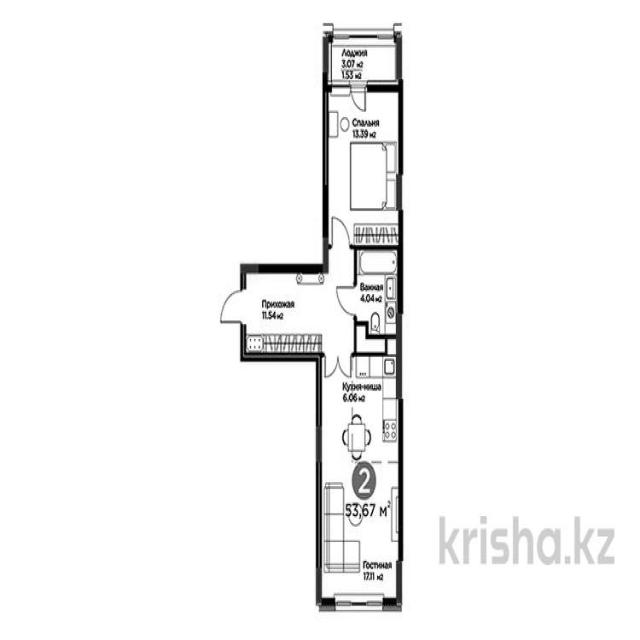 Лоджия
3.07 м2
1.53 м2
Спальня
13.39 м2
Ванная
4.04 м2
Прихожая
11.54 м2
Кухня-ниша
6.06 м2
2
53,67 м²
Гостиная
17.11 м2
krisha.kz